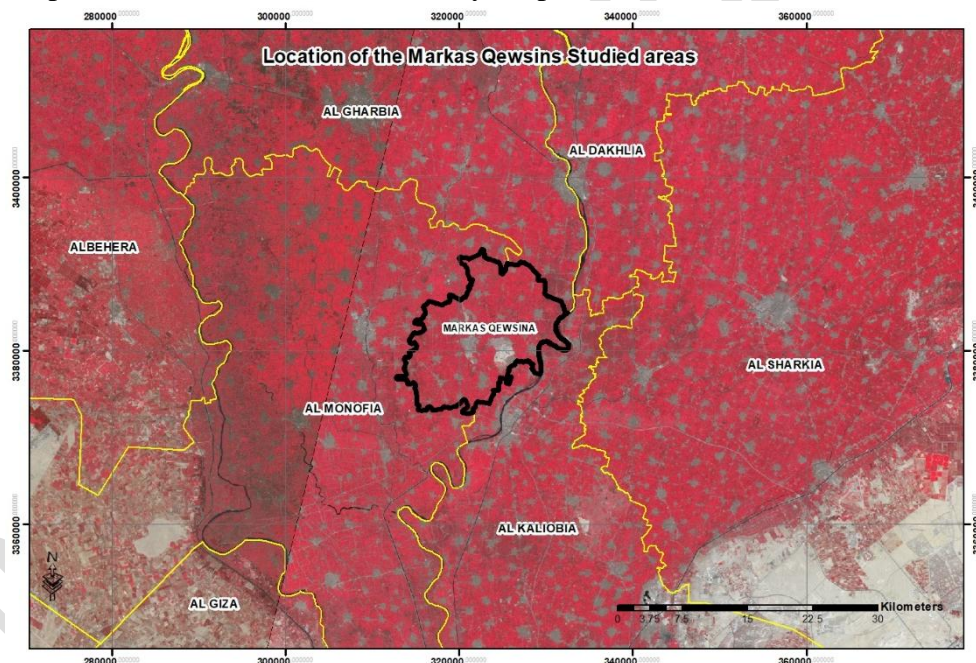 280000 300000 320000 340000 360000
Location of the Markas Qewsins Studied areas
AL GHARBIA
AL DAKHLIA
3400000
ALBEHERA
MARKAS QEWSINA
3380000
AL SHARKIA
AL MONOFIA
3360000
AL KALIOBIA
N
AL GIZA
Kilometers
0 3.75 7.5 15 22.5 30
280000 300000 320000 340000 360000